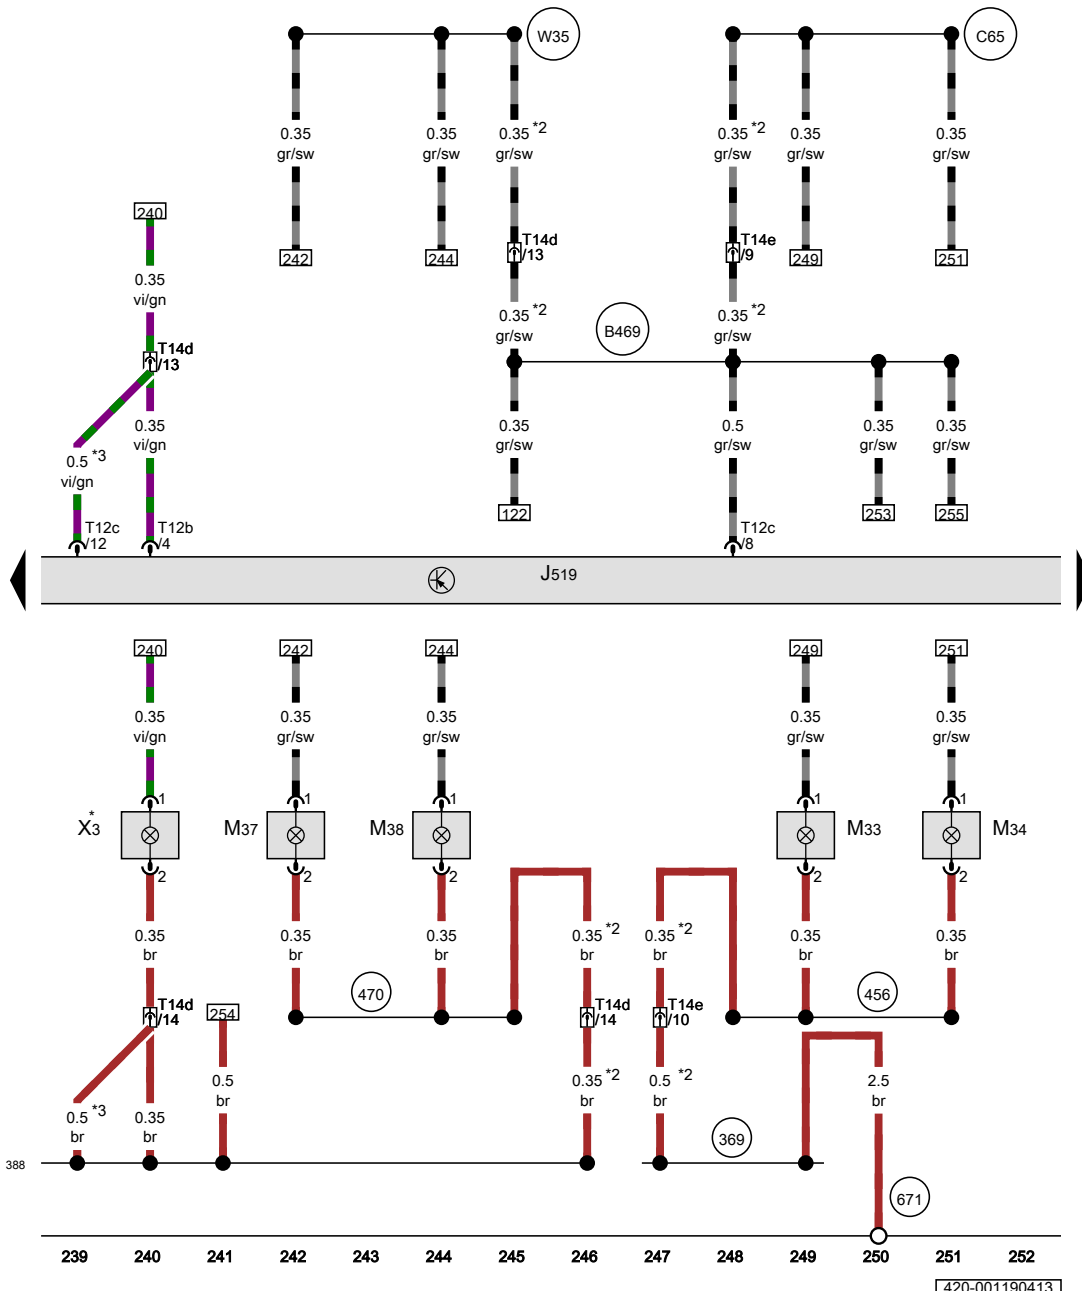 W35
C65
0.35
gr/sw
0.35
gr/sw
0.35 *2
gr/sw
0.35 *2
gr/sw
0.35
gr/sw
0.35
gr/sw
240
242
244
T14d
/13
T14e
/9
249
251
0.35
vi/gn
0.35 *2
gr/sw
B469
0.35 *2
gr/sw
T14d
/13
0.35
vi/gn
0.5 *3
vi/gn
0.35
gr/sw
0.5
gr/sw
0.35
gr/sw
0.35
gr/sw
122
253
255
T12c
/12
T12b
/4
T12c
/8
J519
240
242
244
249
251
0.35
vi/gn
0.35
gr/sw
0.35
gr/sw
0.35
gr/sw
0.35
gr/sw
1
1
1
1
1
X3*
M37
M38
M33
M34
2
2
2
2
2
0.35
br
0.35
br
0.35
br
0.35 *2
br
0.35 *2
br
0.35
br
0.35
br
470
456
T14d
/14
254
T14d
/14
T14e
/10
0.5 *3
br
0.35
br
0.5
br
0.35 *2
br
0.5 *2
br
2.5
br
369
388
671
239 240 241 242 243 244 245 246 247 248 249 250 251 252
420-001190413